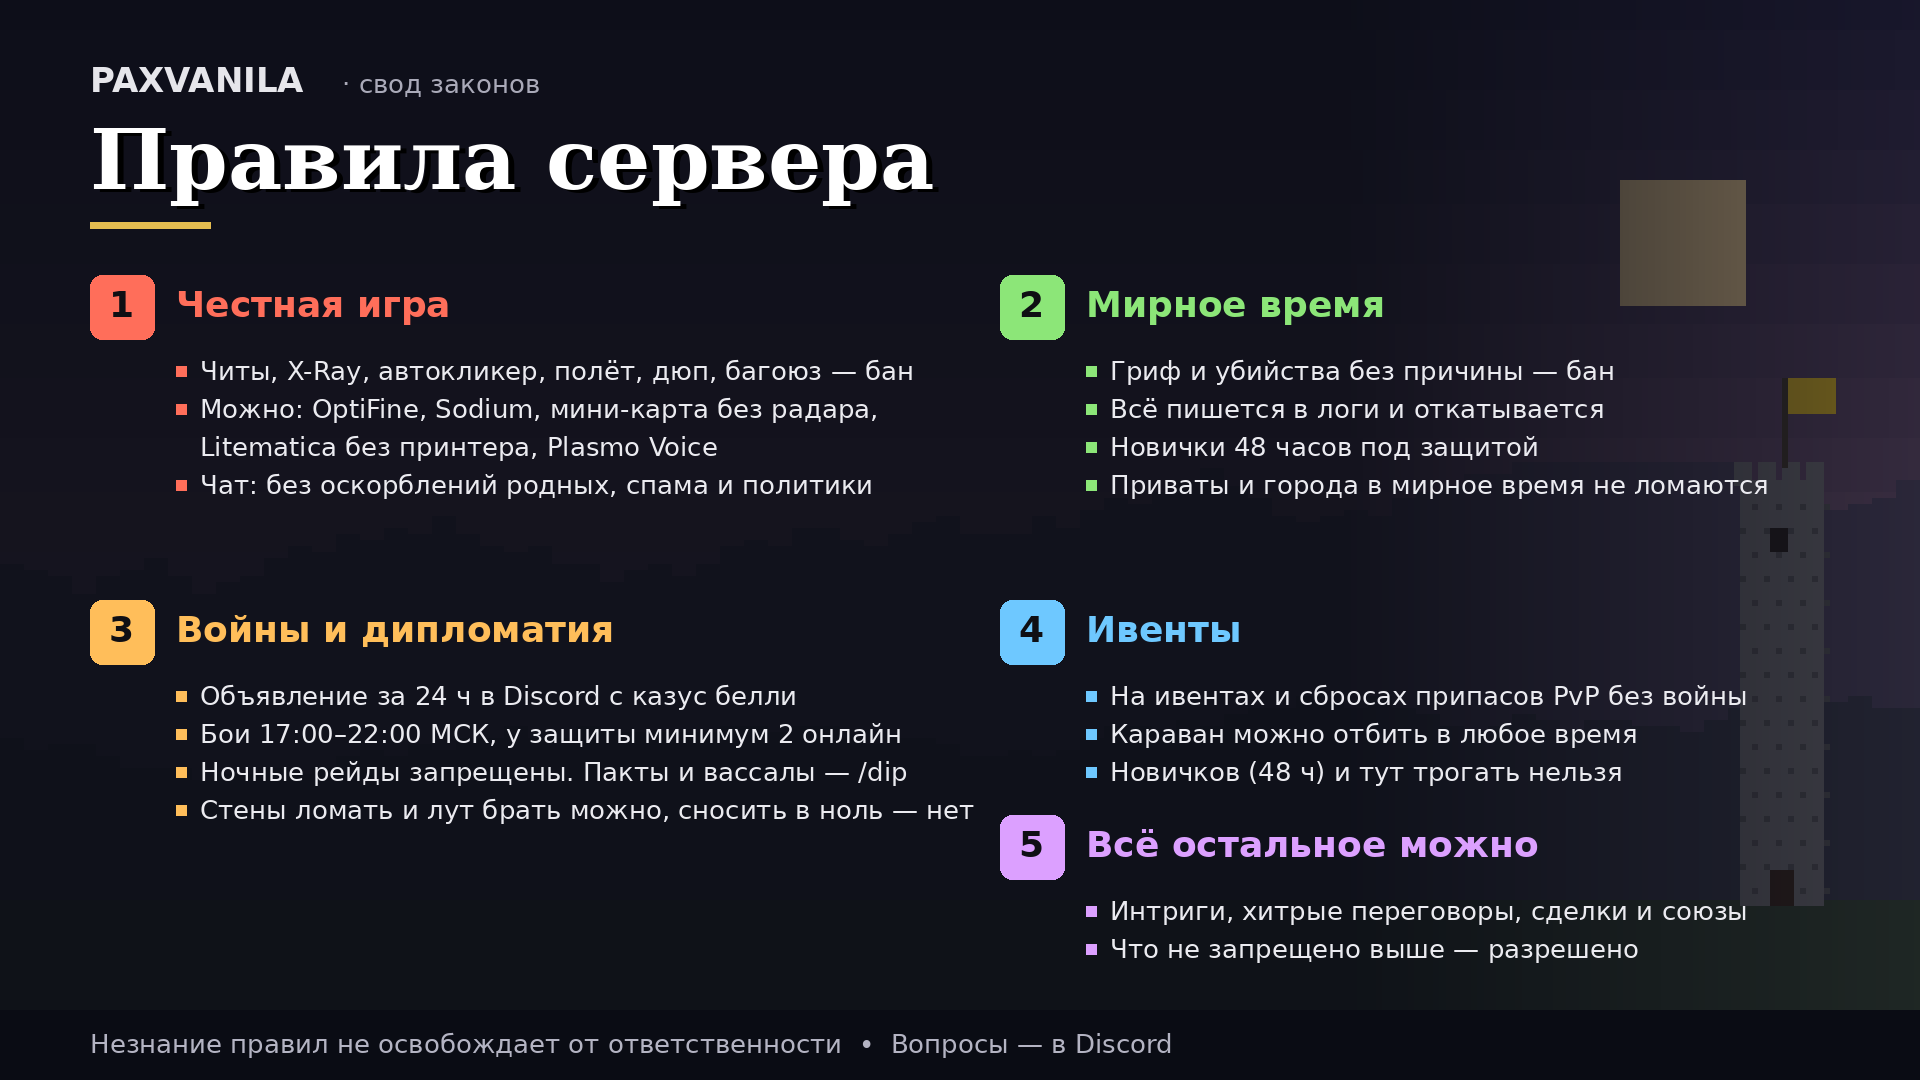 PAXVANILA · свод законов
Правила сервера
1 Честная игра
Читы, X-Ray, автокликер, полёт, дюп, багоюз — бан
Можно: OptiFine, Sodium, мини-карта без радара,
Litematica без принтера, Plasmo Voice
Чат: без оскорблений родных, спама и политики
2 Мирное время
Гриф и убийства без причины — бан
Всё пишется в логи и откатывается
Новички 48 часов под защитой
Приваты и города в мирное время не ломаются
3 Войны и дипломатия
Объявление за 24 ч в Discord с казус белли
Бои 17:00–22:00 МСК, у защиты минимум 2 онлайн
Ночные рейды запрещены. Пакты и вассалы — /dip
Стены ломать и лут брать можно, сносить в ноль — нет
4 Ивенты
На ивентах и сбросах припасов PvP без войны
Караван можно отбить в любое время
Новичков (48 ч) и тут трогать нельзя
5 Всё остальное можно
Интриги, хитрые переговоры, сделки и союзы
Что не запрещено выше — разрешено
Незнание правил не освобождает от ответственности • Вопросы — в Discord